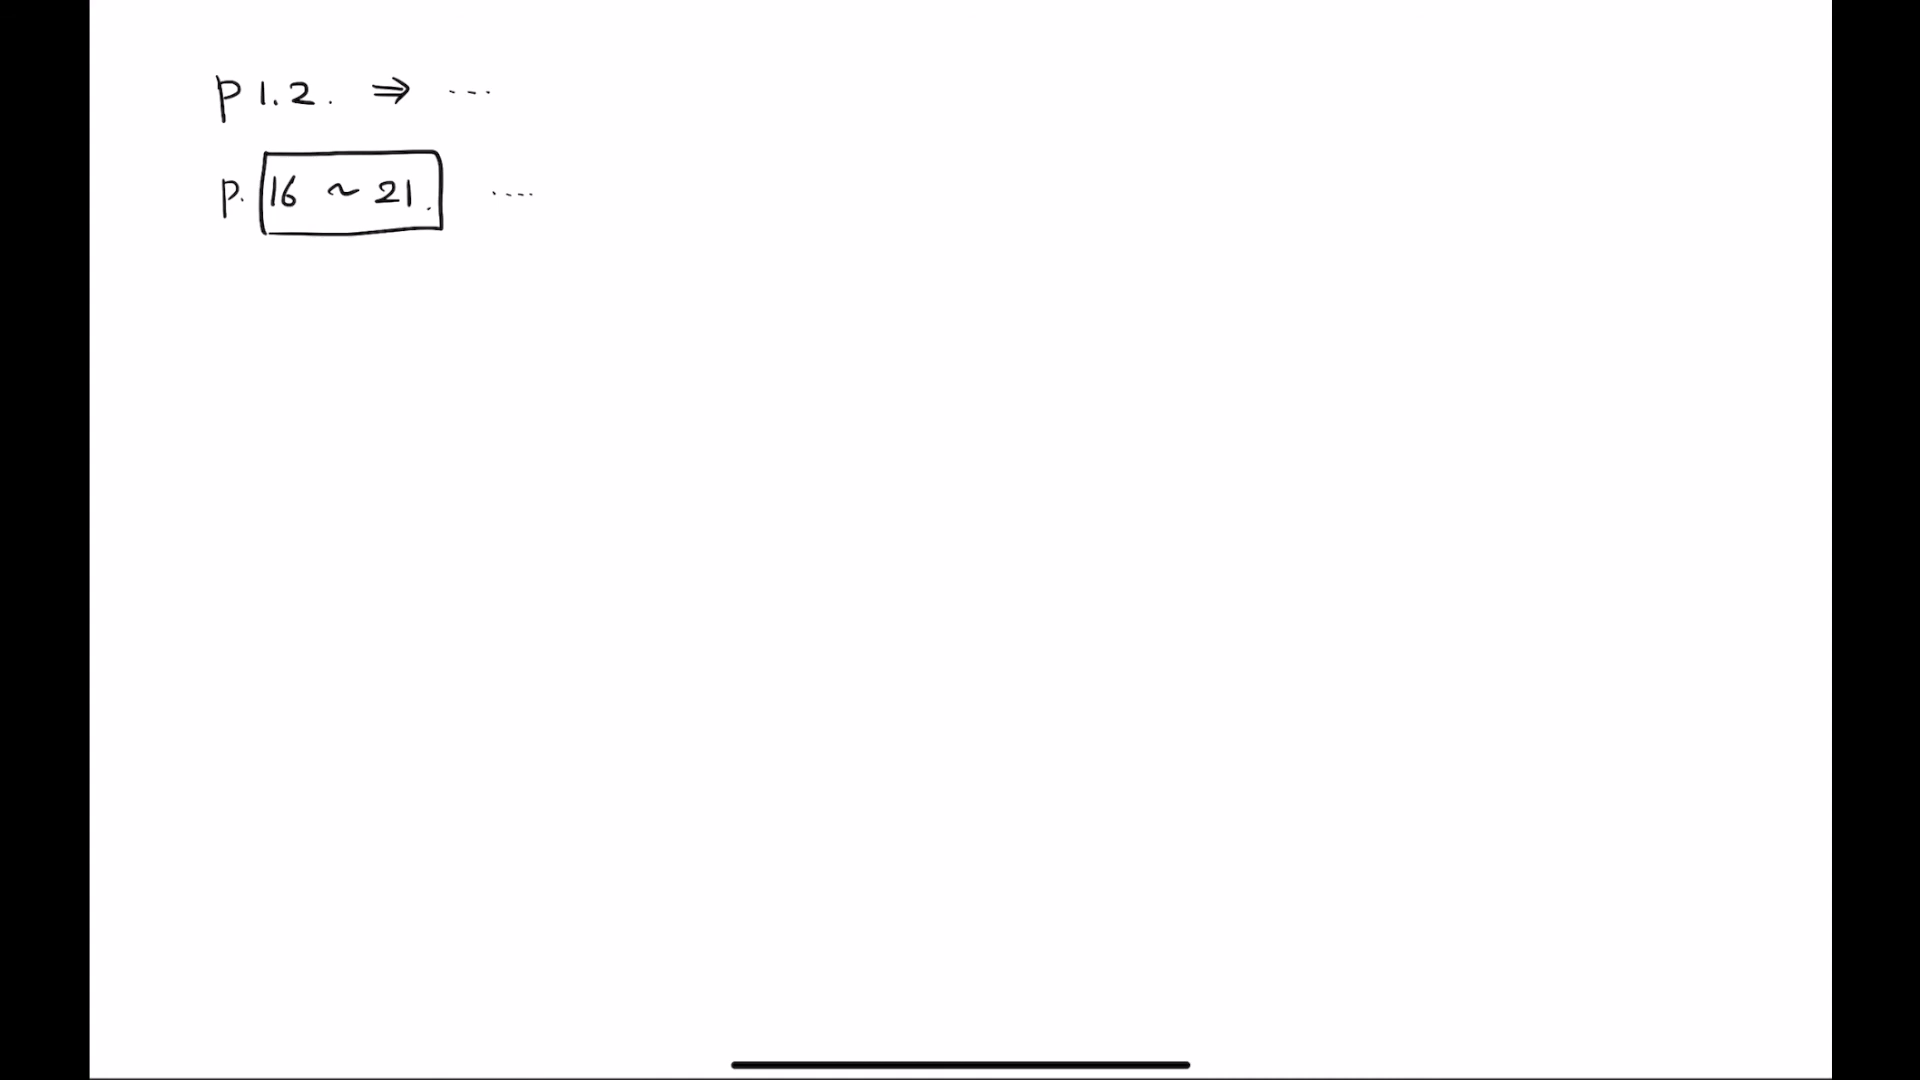 p 1.2. ⇒ ...
p. 16 ~ 21. ....